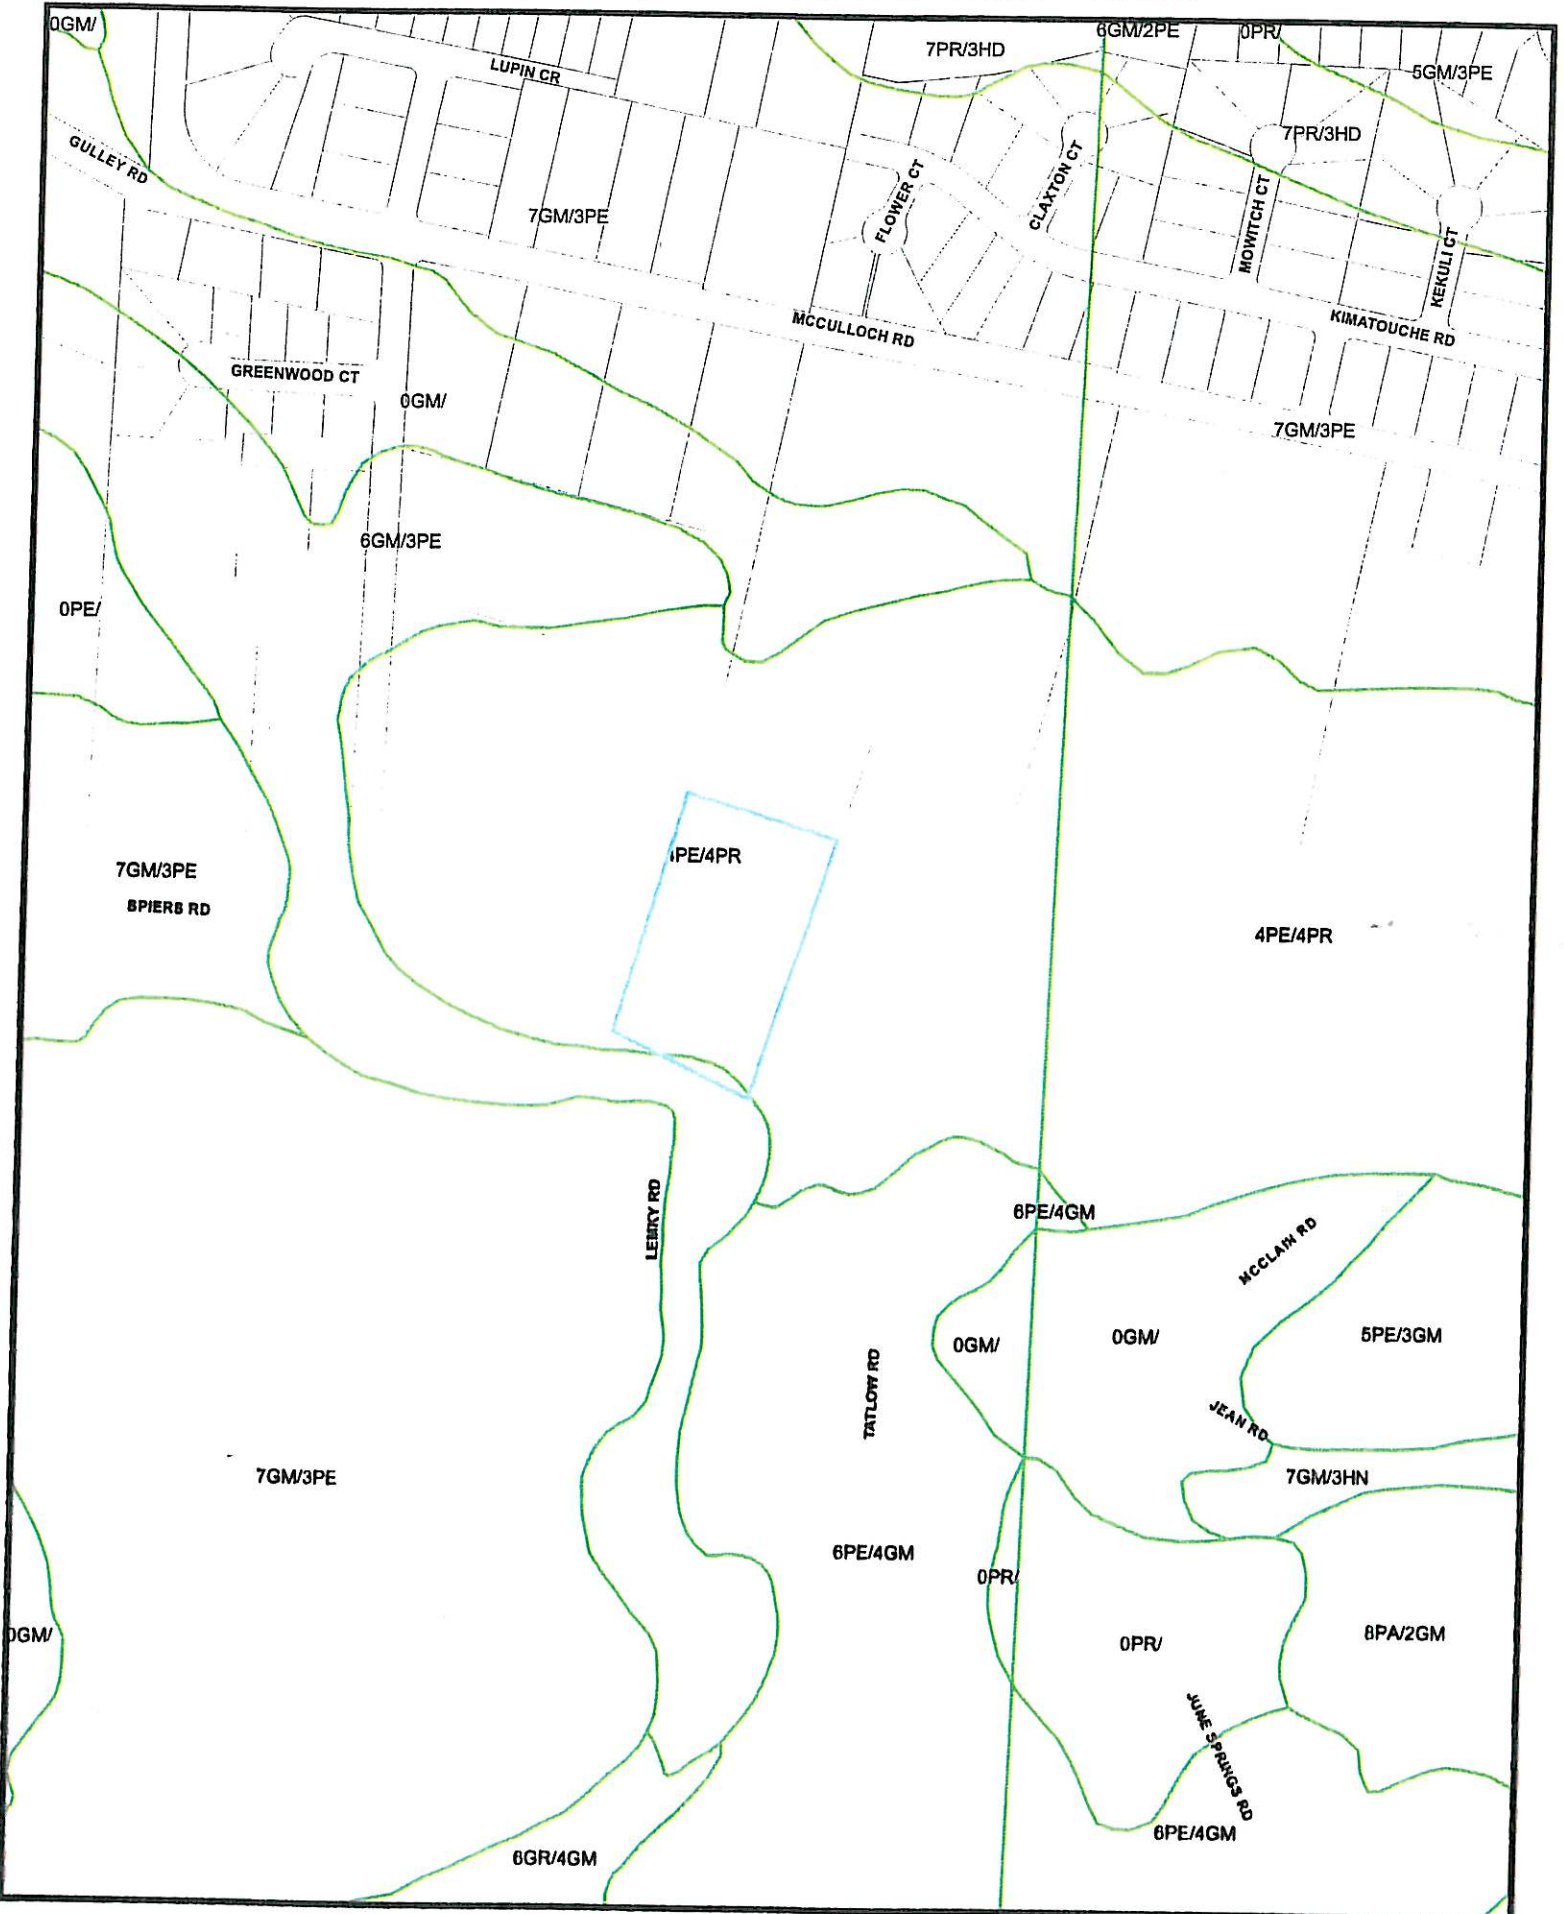 0GM/
6GM/2PE
0PR/
7PR/3HD
LUPIN CR
5GM/3PE
7PR/3HD
GULLEY RD
CLAXTON CT
FLOWER CT
7GM/3PE
MOWITCH CT
KEKULI CT
MCCULLOCH RD
KIMATOUCHE RD
GREENWOOD CT
0GM/
7GM/3PE
6GM/3PE
0PE/
PE/4PR
7GM/3PE
SPIERS RD
4PE/4PR
LEMKY RD
6PE/4GM
MCCLAIN RD
0GM/
0GM/
5PE/3GM
TATLOW RD
JEAN RD
7GM/3PE
7GM/3HN
6PE/4GM
0PR/
0GM/
0PR/
8PA/2GM
JUNE SPRINGS RD
6PE/4GM
6GR/4GM